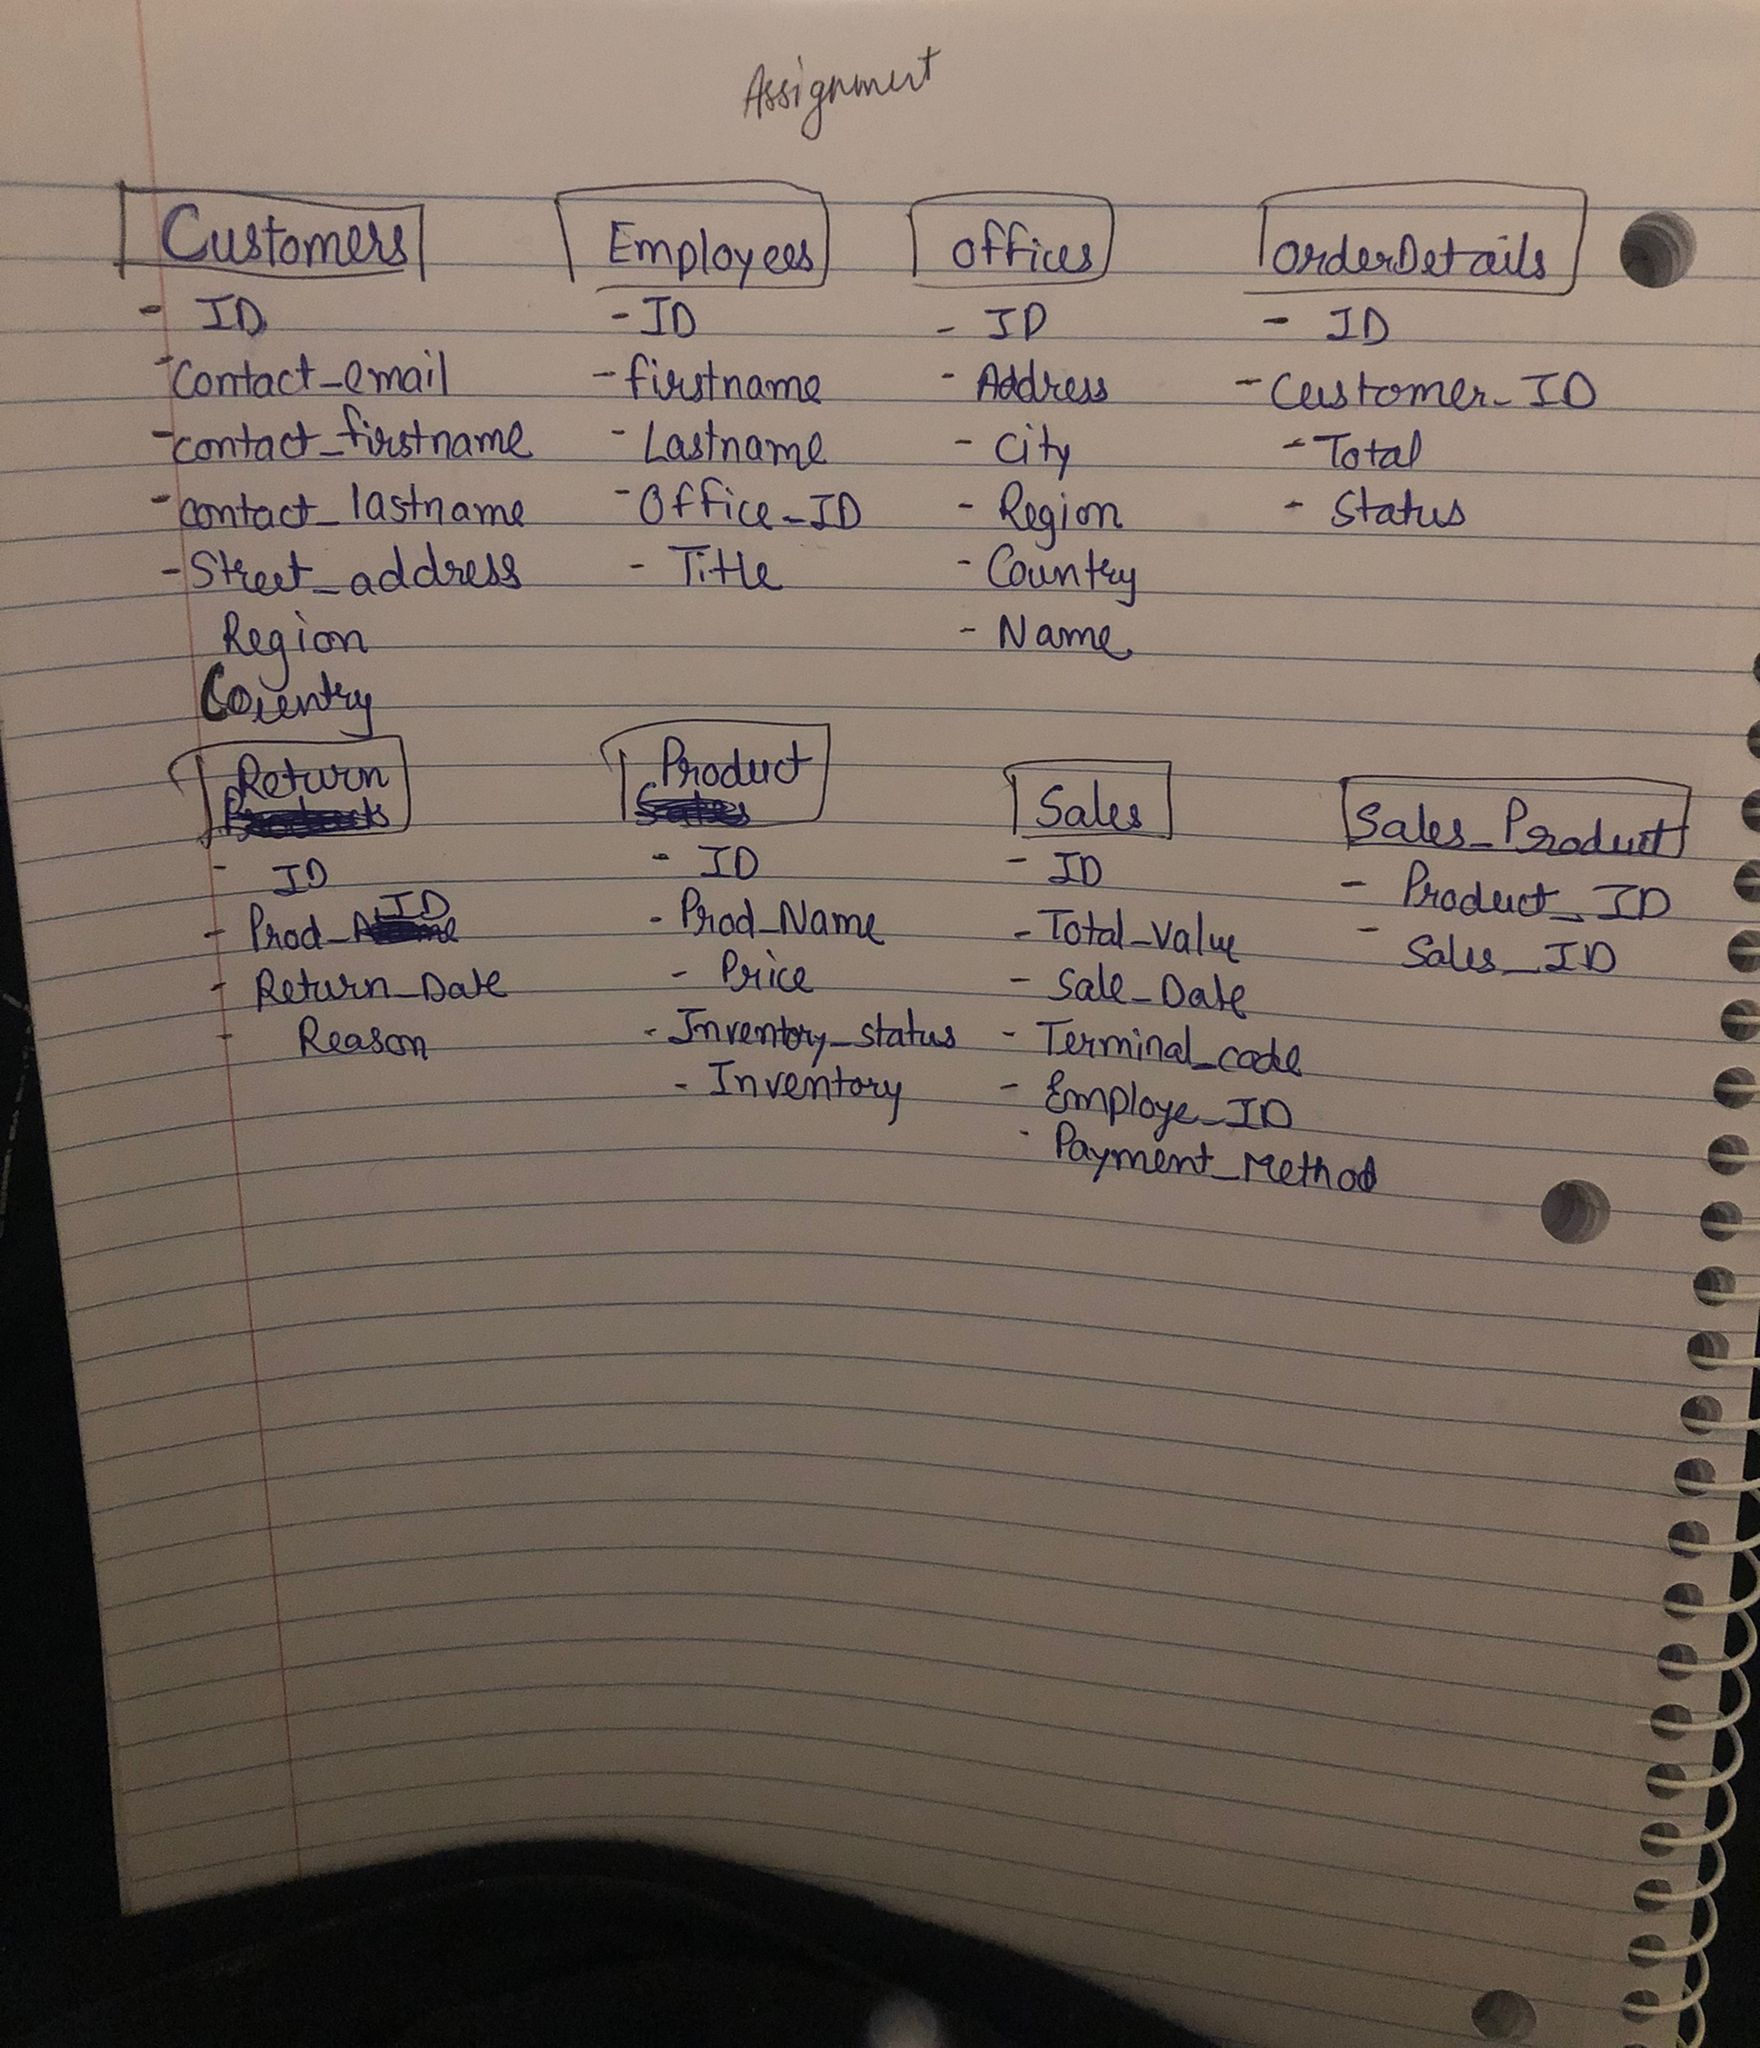 Assignment
Customers
- ID
- Contact_email
- contact_firstname
- contact_lastname
- Street_address
Region
Country
Employees
- ID
- firstname
- Lastname
- Office_ID
- Title
Offices
- ID
- Address
- City
- Region
- Country
- Name
OrderDetails
- ID
- Customer_ID
- Total
- Status
Return
- ID
- Prod_ID
- Return_Date
- Reason
Product
- ID
- Prod_Name
- Price
- Inventory_status
- Inventory
Sales
- ID
- Total_Value
- Sale_Date
- Terminal_code
- Employe_ID
- Payment_Method
Sales_Product
- Product_ID
- Sales_ID